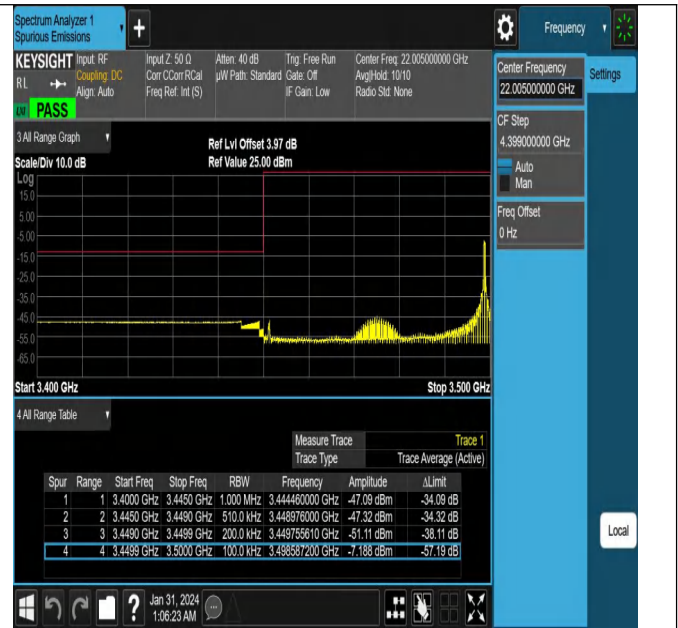 Spectrum Analyzer 1
Spurious Emissions
Frequency
KEYSIGHT
RL
Input: RF
Coupling: DC
Align: Auto
Input Z: 50 Ω
Corr CCorr RCal
Freq Ref: Int (S)
Atten: 40 dB
µW Path: Standard
Trig: Free Run
Gate: Off
IF Gain: Low
Center Freq: 22.005000000 GHz
Avg|Hold: 10/10
Radio Std: None
PASS
Center Frequency
22.005000000 GHz
Settings
CF Step
4.399000000 GHz
Auto
Man
Freq Offset
0 Hz
3 All Range Graph
Scale/Div 10.0 dB
Ref Lvl Offset 3.97 dB
Ref Value 25.00 dBm
Log
15.0
5.00
-5.00
-15.0
-25.0
-35.0
-45.0
-55.0
-65.0
Start 3.400 GHz
Stop 3.500 GHz
4 All Range Table
Measure Trace Trace 1
Trace Type Trace Average (Active)
Spur Range Start Freq Stop Freq RBW Frequency Amplitude ΔLimit
1 1 3.4000 GHz 3.4450 GHz 1.000 MHz 3.444460000 GHz -47.09 dBm -34.09 dB
2 2 3.4450 GHz 3.4490 GHz 510.0 kHz 3.448976000 GHz -47.32 dBm -34.32 dB
3 3 3.4490 GHz 3.4499 GHz 200.0 kHz 3.449755610 GHz -51.11 dBm -38.11 dB
4 4 3.4499 GHz 3.5000 GHz 100.0 kHz 3.498587200 GHz -7.188 dBm -57.19 dB
Local
Jan 31, 2024
1:06:23 AM